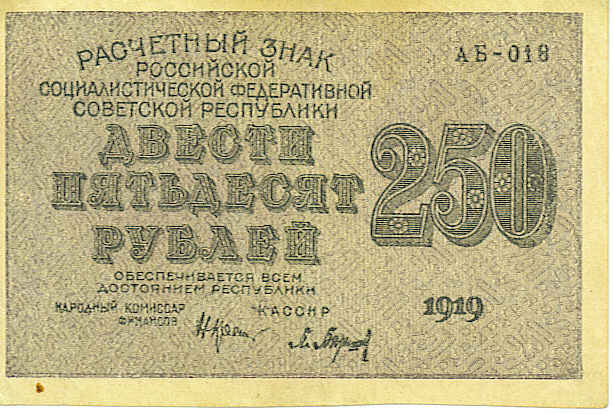 РАСЧЕТНЫЙ ЗНАК
РОССИЙСКОЙ
СОЦИАЛИСТИЧЕСКОЙ ФЕДЕРАТИВНОЙ
СОВЕТСКОЙ РЕСПУБЛИКИ
АБ-018
ДВЕСТИ
ПЯТЬДЕСЯТ
РУБЛЕЙ
250
ОБЕСПЕЧИВАЕТСЯ ВСЕМ
ДОСТОЯНИЕМ РЕСПУБЛИКИ
НАРОДНЫЙ КОМИССАР
ФИНАНСОВ
КАССИР
1919